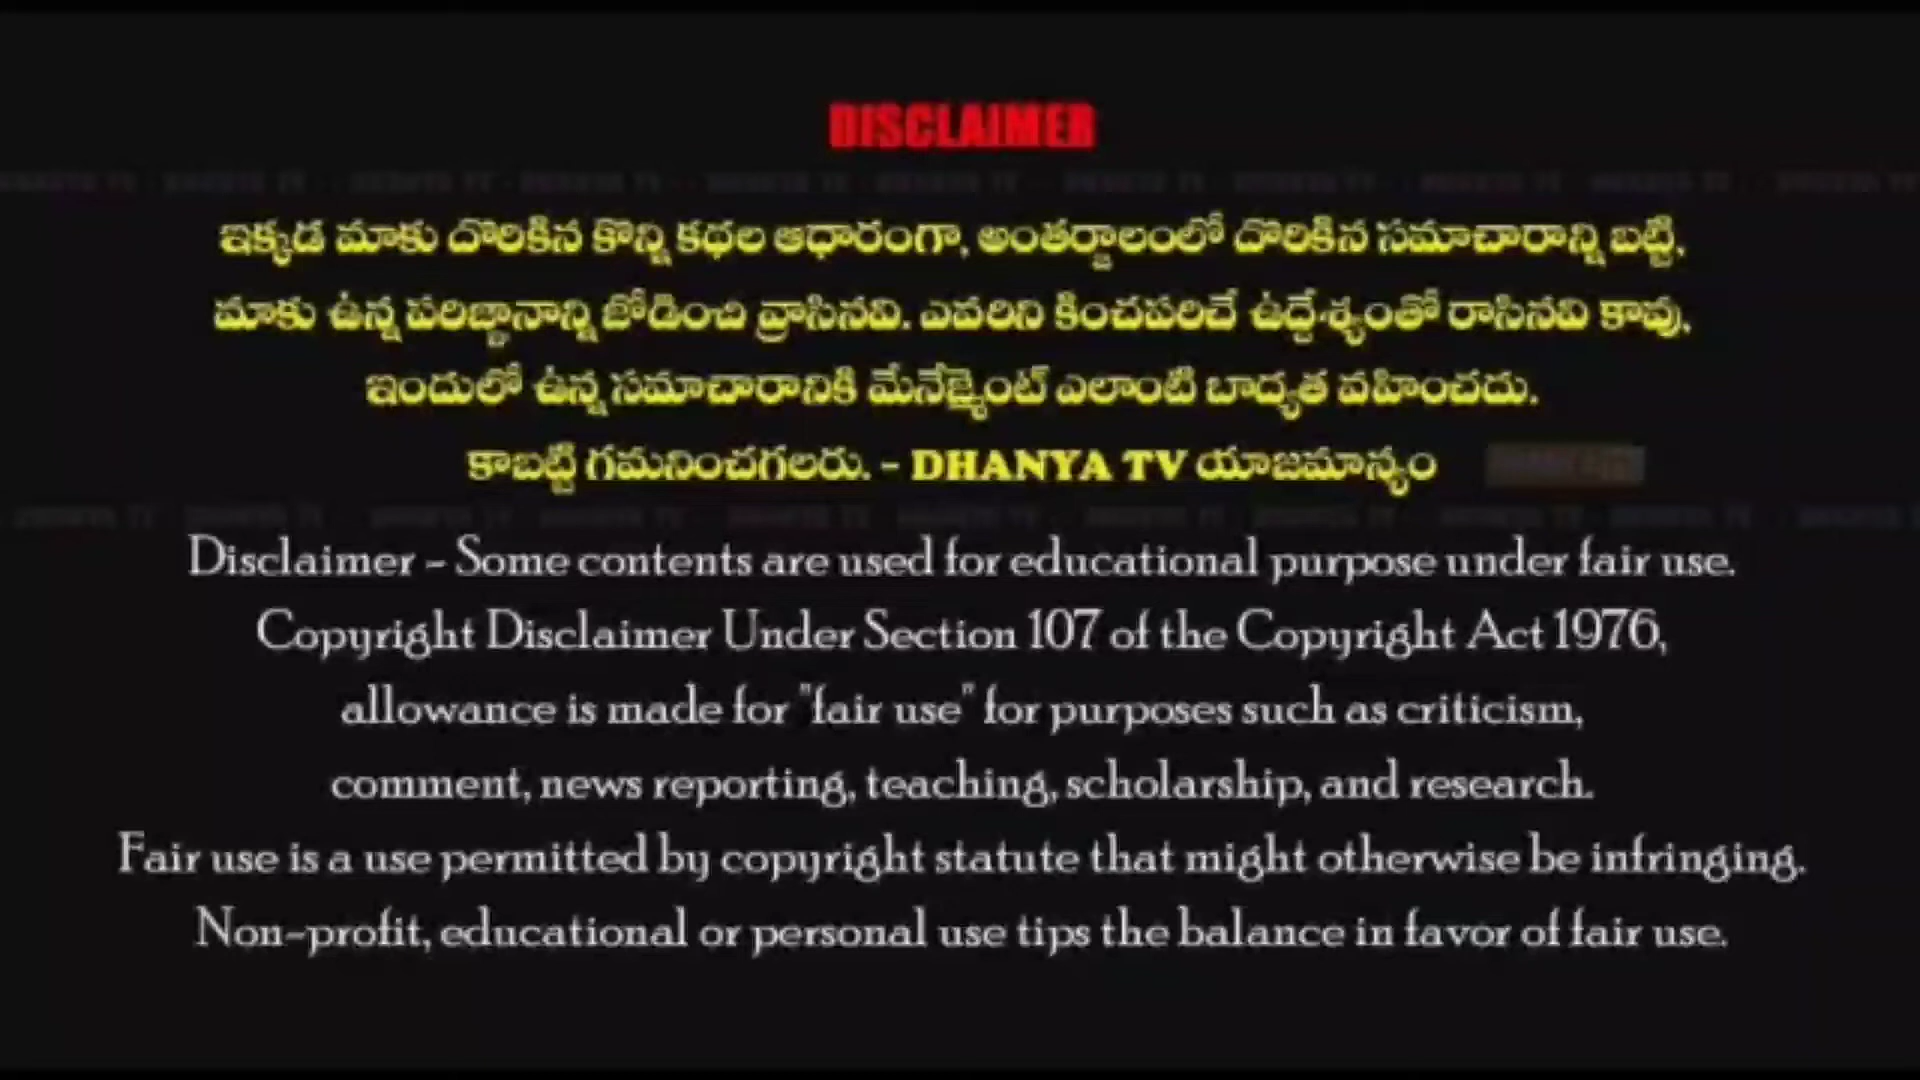 DISCLAIMER
ఇక్కడ మాకు దొరికిన కొన్ని కథల ఆధారంగా, అంతర్జాలంలో దొరికిన సమాచారాన్ని బట్టి,
మాకు ఉన్న పరిజ్ఞానాన్ని జోడించి వ్రాసినవి. ఎవరిని కించపరిచే ఉద్దేశ్యంతో రాసినవి కావు,
ఇందులో ఉన్న సమాచారానికి మేనేజ్మెంట్ ఎలాంటి బాద్యత వహించదు.
కాబట్టి గమనించగలరు. - DHANYA TV యాజమాన్యం
Disclaimer - Some contents are used for educational purpose under fair use.
Copyright Disclaimer Under Section 107 of the Copyright Act 1976,
allowance is made for "fair use" for purposes such as criticism,
comment, news reporting, teaching, scholarship, and research.
Fair use is a use permitted by copyright statute that might otherwise be infringing.
Non-profit, educational or personal use tips the balance in favor of fair use.